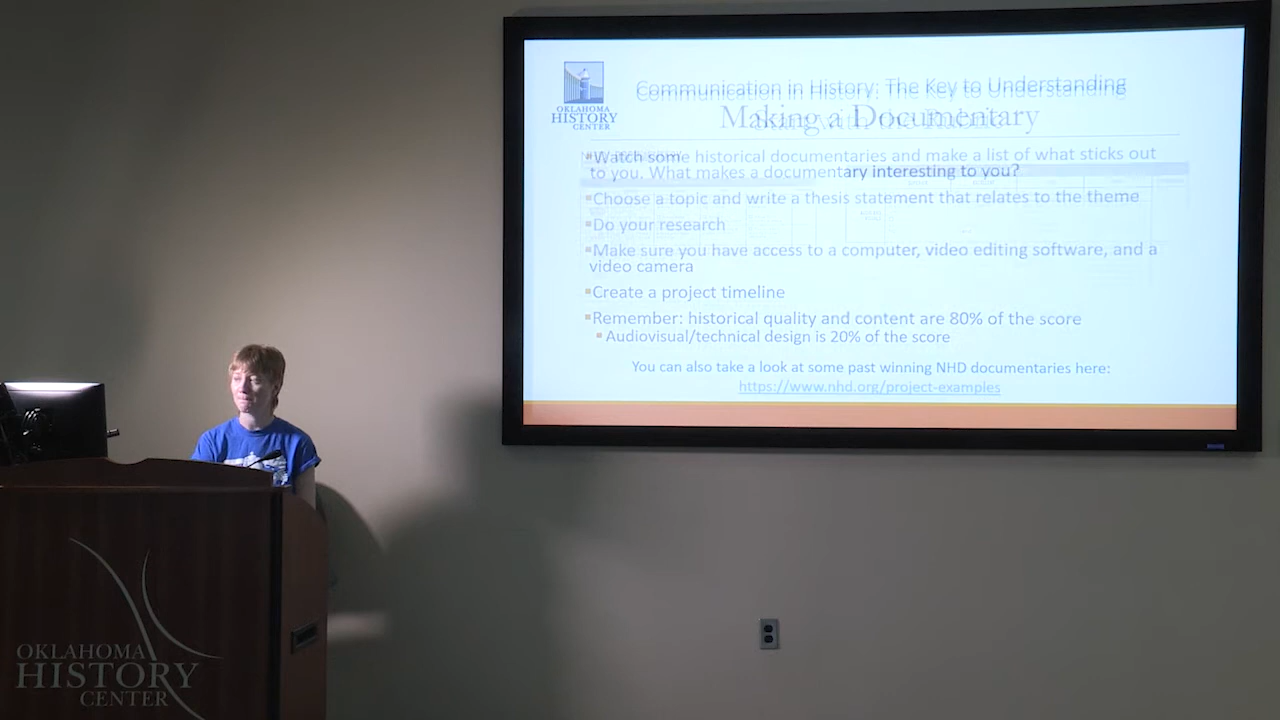 OKLAHOMA
HISTORY
CENTER
Communication in History: The Key to Understanding
Making a Documentary
Start with the Rubric
▪Watch some historical documentaries and make a list of what sticks out
to you. What makes a documentary interesting to you?
▪Choose a topic and write a thesis statement that relates to the theme
▪Do your research
▪Make sure you have access to a computer, video editing software, and a
video camera
▪Create a project timeline
▪Remember: historical quality and content are 80% of the score
▪Audiovisual/technical design is 20% of the score
You can also take a look at some past winning NHD documentaries here:
https://www.nhd.org/project-examples
OKLAHOMA
HISTORY
CENTER